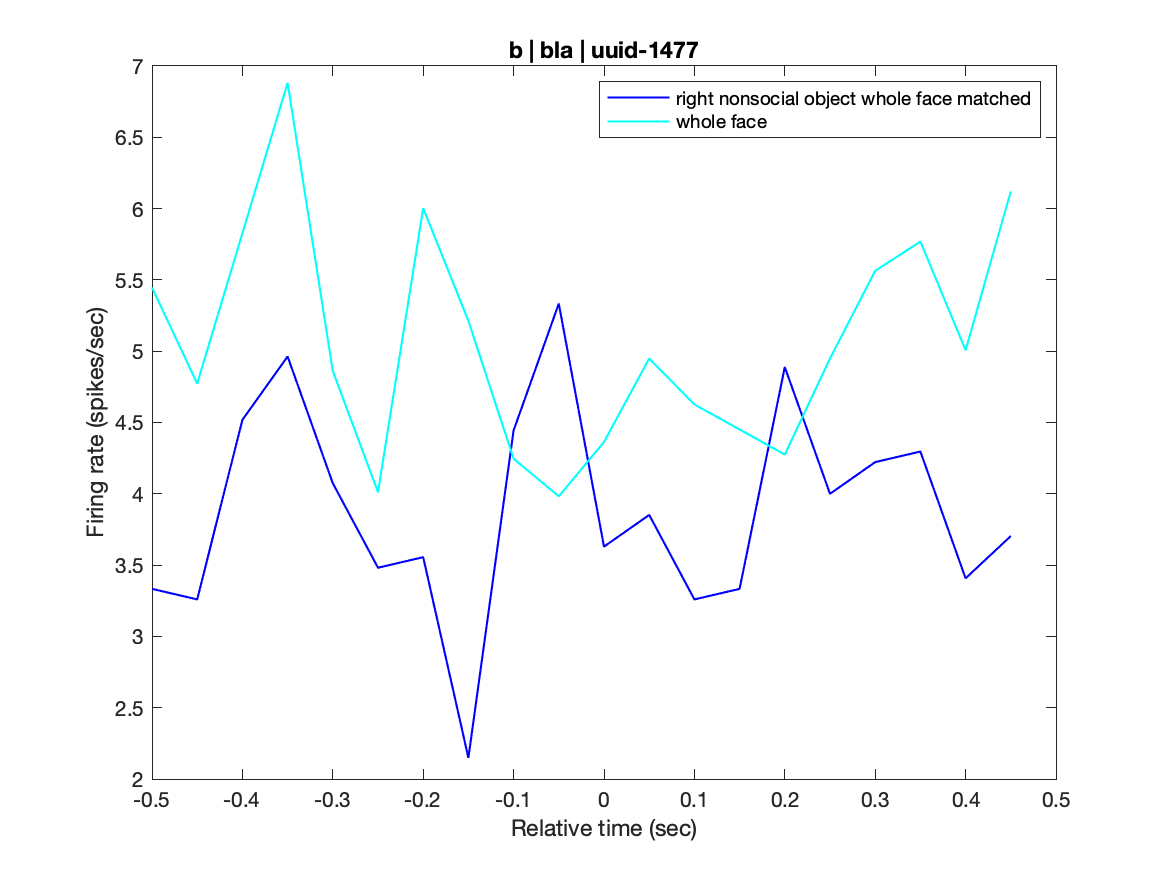 b | bla | uuid-1477
right nonsocial object whole face matched
whole face
7
6.5
6
5.5
5
4.5
4
3.5
3
2.5
2
Firing rate (spikes/sec)
-0.5 -0.4 -0.3 -0.2 -0.1 0 0.1 0.2 0.3 0.4 0.5
Relative time (sec)